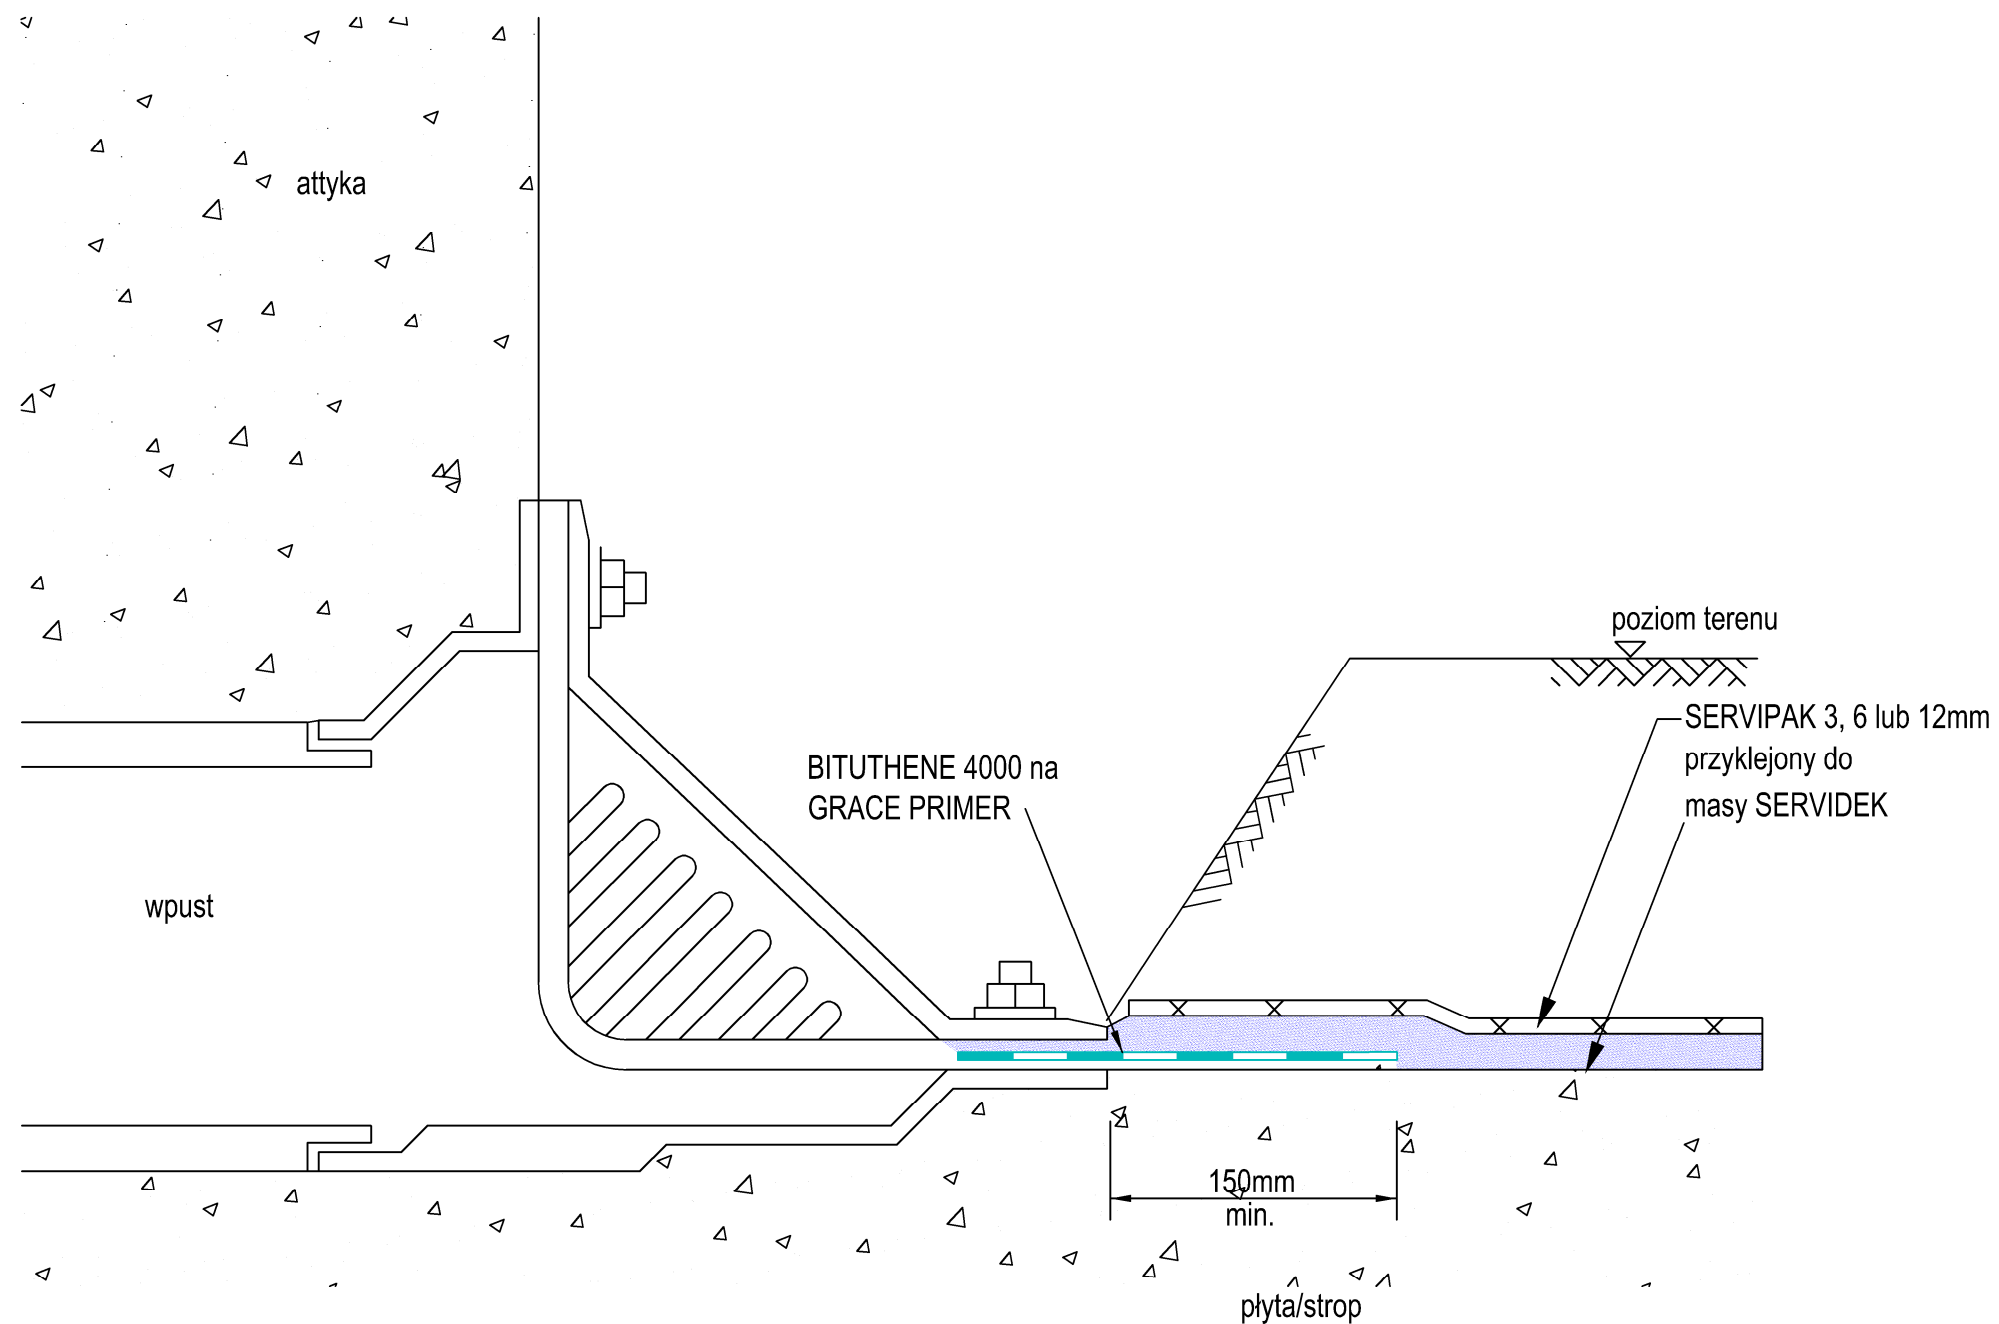 attyka
poziom terenu
SERVIPAK 3, 6 lub 12mm
przyklejony do
masy SERVIDEK
BITUTHENE 4000 na
GRACE PRIMER
wpust
150mm
min.
płyta/strop